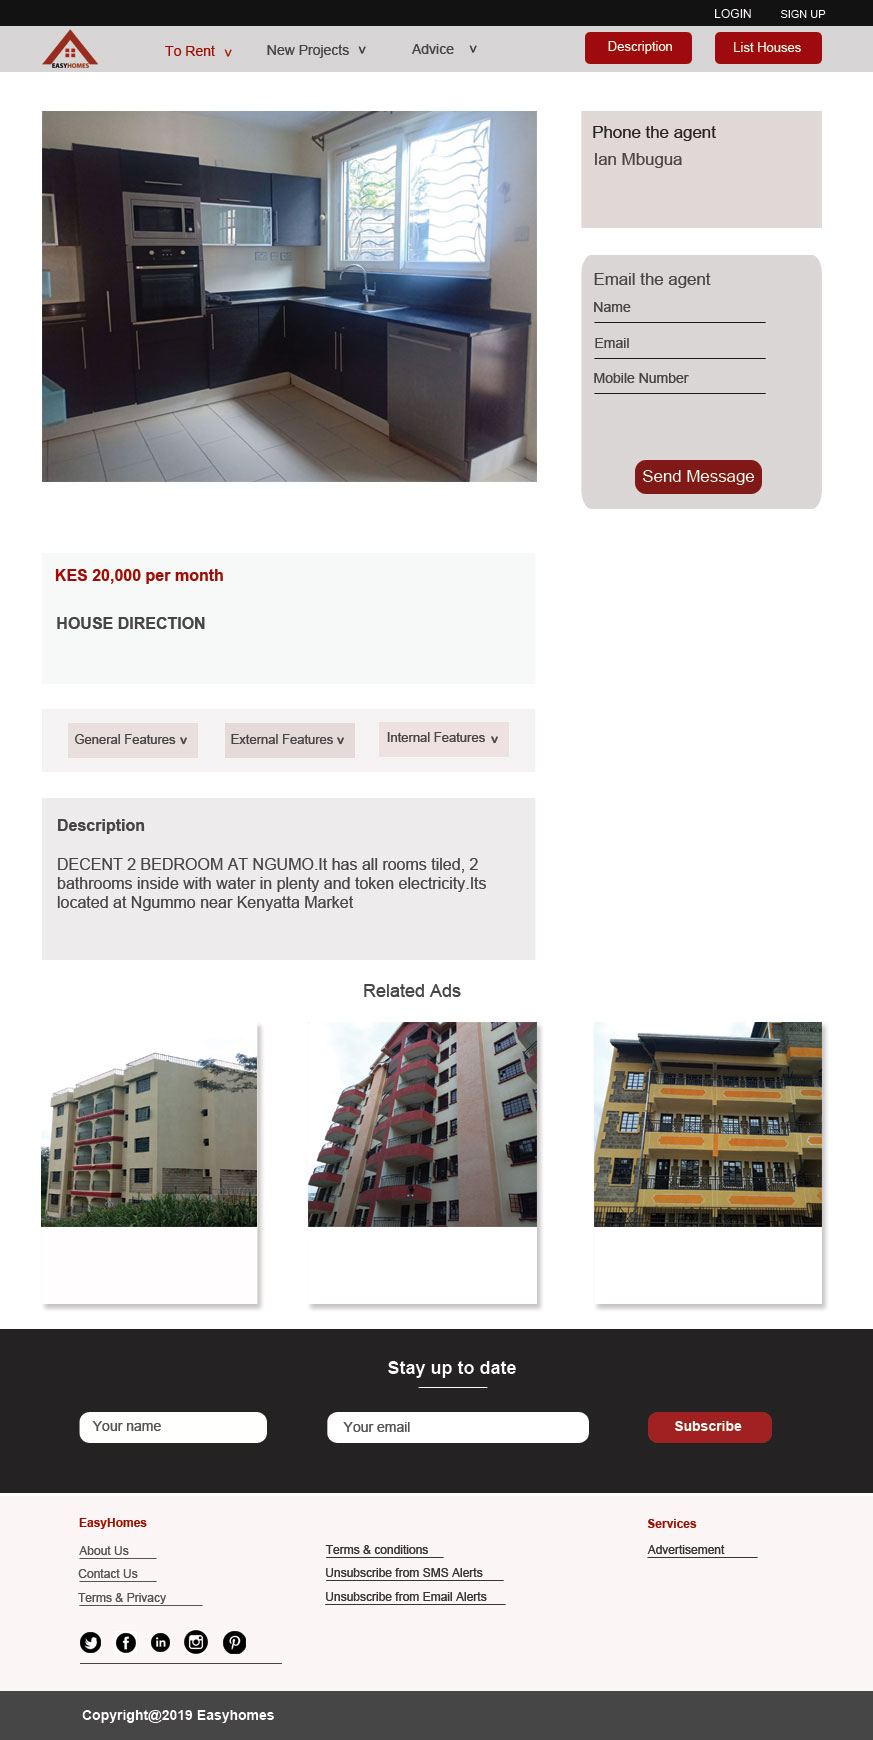 LOGIN SIGN UP
EASYHOMES
To Rent New Projects Advice Description List Houses
Phone the agent
Ian Mbugua
Email the agent
Name
Email
Mobile Number
Send Message
KES 20,000 per month
HOUSE DIRECTION
General Features External Features Internal Features
Description
DECENT 2 BEDROOM AT NGUMO.It has all rooms tiled, 2
bathrooms inside with water in plenty and token electricity.Its
located at Ngummo near Kenyatta Market
Related Ads
Stay up to date
Your name Your email Subscribe
EasyHomes
About Us
Contact Us
Terms & Privacy
Terms & conditions
Unsubscribe from SMS Alerts
Unsubscribe from Email Alerts
Services
Advertisement
Copyright@2019 Easyhomes